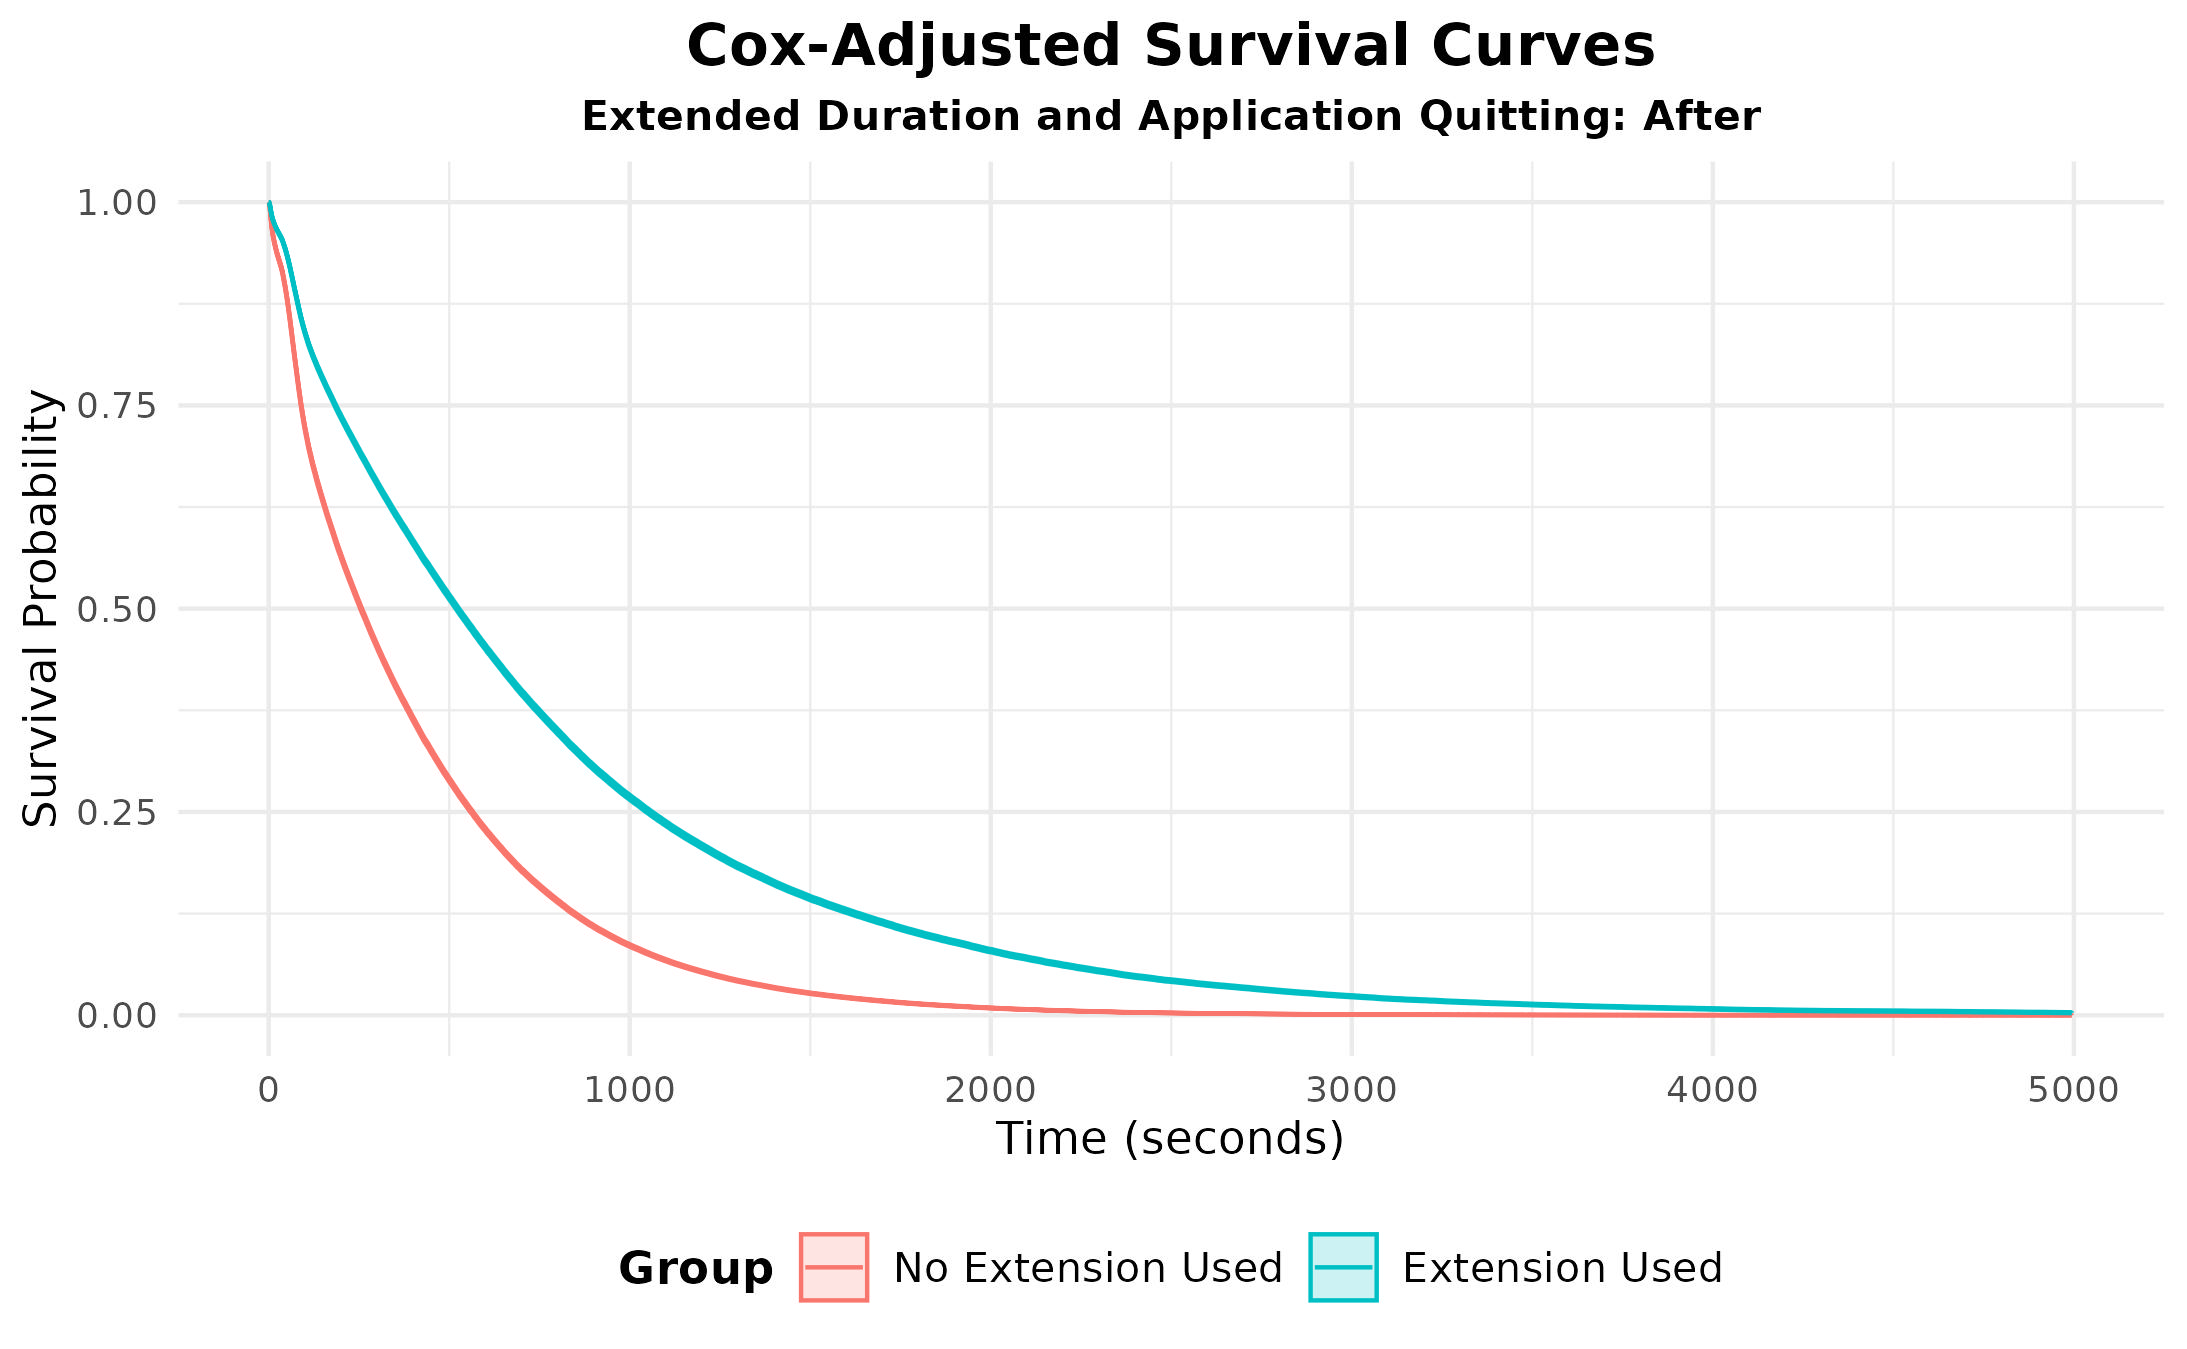 Cox-Adjusted Survival Curves
Extended Duration and Application Quitting: After
Survival Probability
1.00
0.75
0.50
0.25
0.00
0 1000 2000 3000 4000 5000
Time (seconds)
Group No Extension Used Extension Used